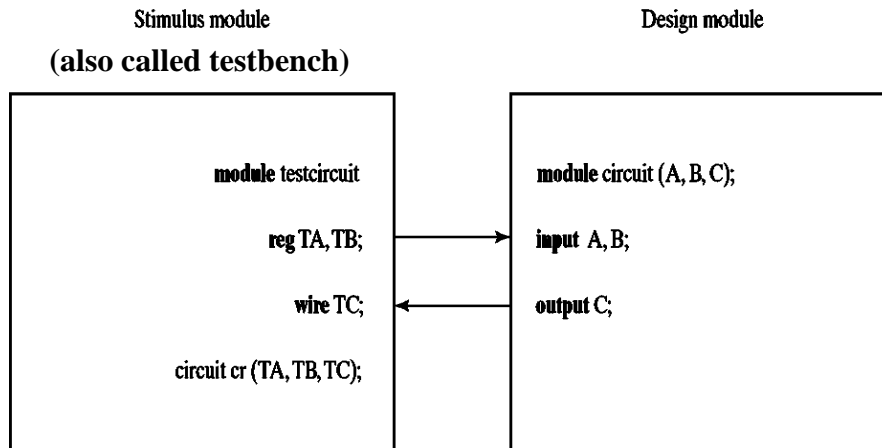 Stimulus module
(also called testbench)
module testcircuit
reg TA, TB;
wire TC;
circuit cr (TA, TB, TC);
Design module
module circuit (A, B, C);
input A, B;
output C;